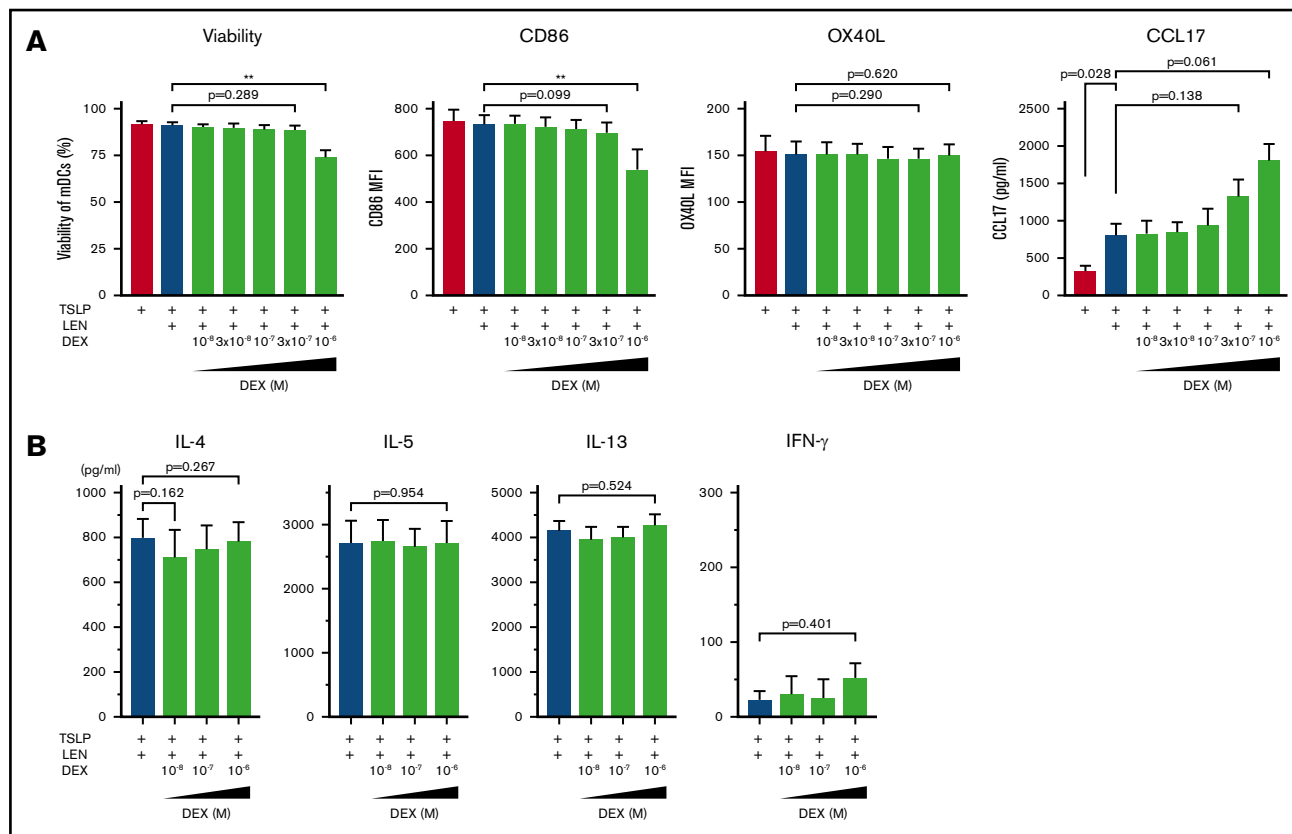 A
Viability
CD86
OX40L
CCL17
**
p=0.289
**
p=0.099
p=0.620
p=0.290
p=0.061
p=0.028
p=0.138
Viability of mDCs (%)
100
75
50
25
0
CD86 MFI
800
600
400
200
0
OX40L MFI
200
150
100
50
0
CCL17 (pg/ml)
2500
2000
1500
1000
500
0
TSLP + + + + + + + + + + + + + + + + + + + + + + + + + + + +
LEN + + + + + + + + + + + + + + + + + + + + + + + +
DEX 10⁻⁸ 3x10⁻⁸ 10⁻⁷ 3x10⁻⁷ 10⁻⁶ 10⁻⁸ 3x10⁻⁸ 10⁻⁷ 3x10⁻⁷ 10⁻⁶ 10⁻⁸ 3x10⁻⁸ 10⁻⁷ 3x10⁻⁷ 10⁻⁶ 10⁻⁸ 3x10⁻⁸ 10⁻⁷ 3x10⁻⁷ 10⁻⁶
DEX (M) DEX (M) DEX (M) DEX (M)
B
IL-4
IL-5
IL-13
IFN-γ
(pg/ml)
p=0.267
p=0.162
p=0.954
p=0.524
p=0.401
1000
800
600
400
200
0
3000
2000
1000
0
5000
4000
3000
2000
1000
0
300
200
100
50
0
TSLP + + + + + + + + + + + + + + + +
LEN + + + + + + + + + + + + + + + +
DEX 10⁻⁸ 10⁻⁷ 10⁻⁶ 10⁻⁸ 10⁻⁷ 10⁻⁶ 10⁻⁸ 10⁻⁷ 10⁻⁶ 10⁻⁸ 10⁻⁷ 10⁻⁶
DEX (M) DEX (M) DEX (M) DEX (M)